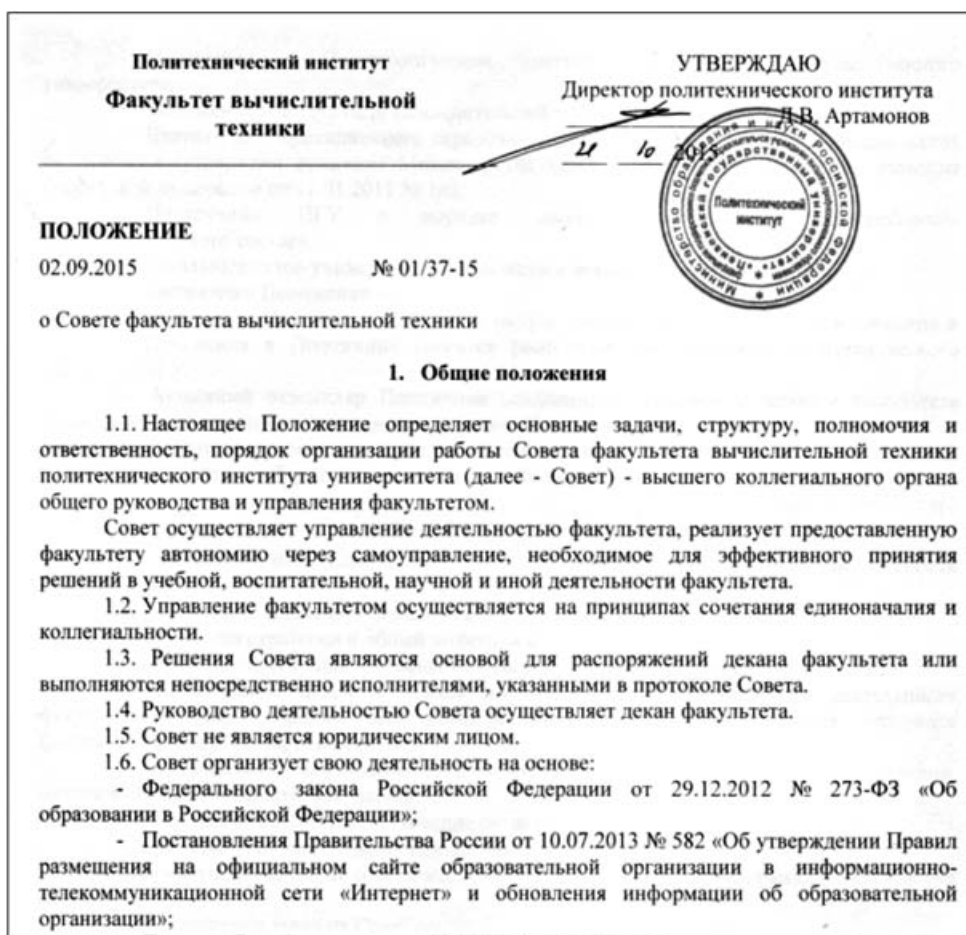 Политехнический институт
Факультет вычислительной
техники
УТВЕРЖДАЮ
Директор политехнического института
Д.В. Артамонов
10 2015
Министерство образования и науки Российской Федерации
Политехнический
институт
ПОЛОЖЕНИЕ
02.09.2015 № 01/37-15
о Совете факультета вычислительной техники
1. Общие положения
1.1. Настоящее Положение определяет основные задачи, структуру, полномочия и
ответственность, порядок организации работы Совета факультета вычислительной техники
политехнического института университета (далее - Совет) - высшего коллегиального органа
общего руководства и управления факультетом.
Совет осуществляет управление деятельностью факультета, реализует предоставленную
факультету автономию через самоуправление, необходимое для эффективного принятия
решений в учебной, воспитательной, научной и иной деятельности факультета.
1.2. Управление факультетом осуществляется на принципах сочетания единоначалия и
коллегиальности.
1.3. Решения Совета являются основой для распоряжений декана факультета или
выполняются непосредственно исполнителями, указанными в протоколе Совета.
1.4. Руководство деятельностью Совета осуществляет декан факультета.
1.5. Совет не является юридическим лицом.
1.6. Совет организует свою деятельность на основе:
- Федерального закона Российской Федерации от 29.12.2012 № 273-ФЗ «Об
образовании в Российской Федерации»;
- Постановления Правительства России от 10.07.2013 № 582 «Об утверждении Правил
размещения на официальном сайте образовательной организации в информационно-
телекоммуникационной сети «Интернет» и обновления информации об образовательной
организации»;